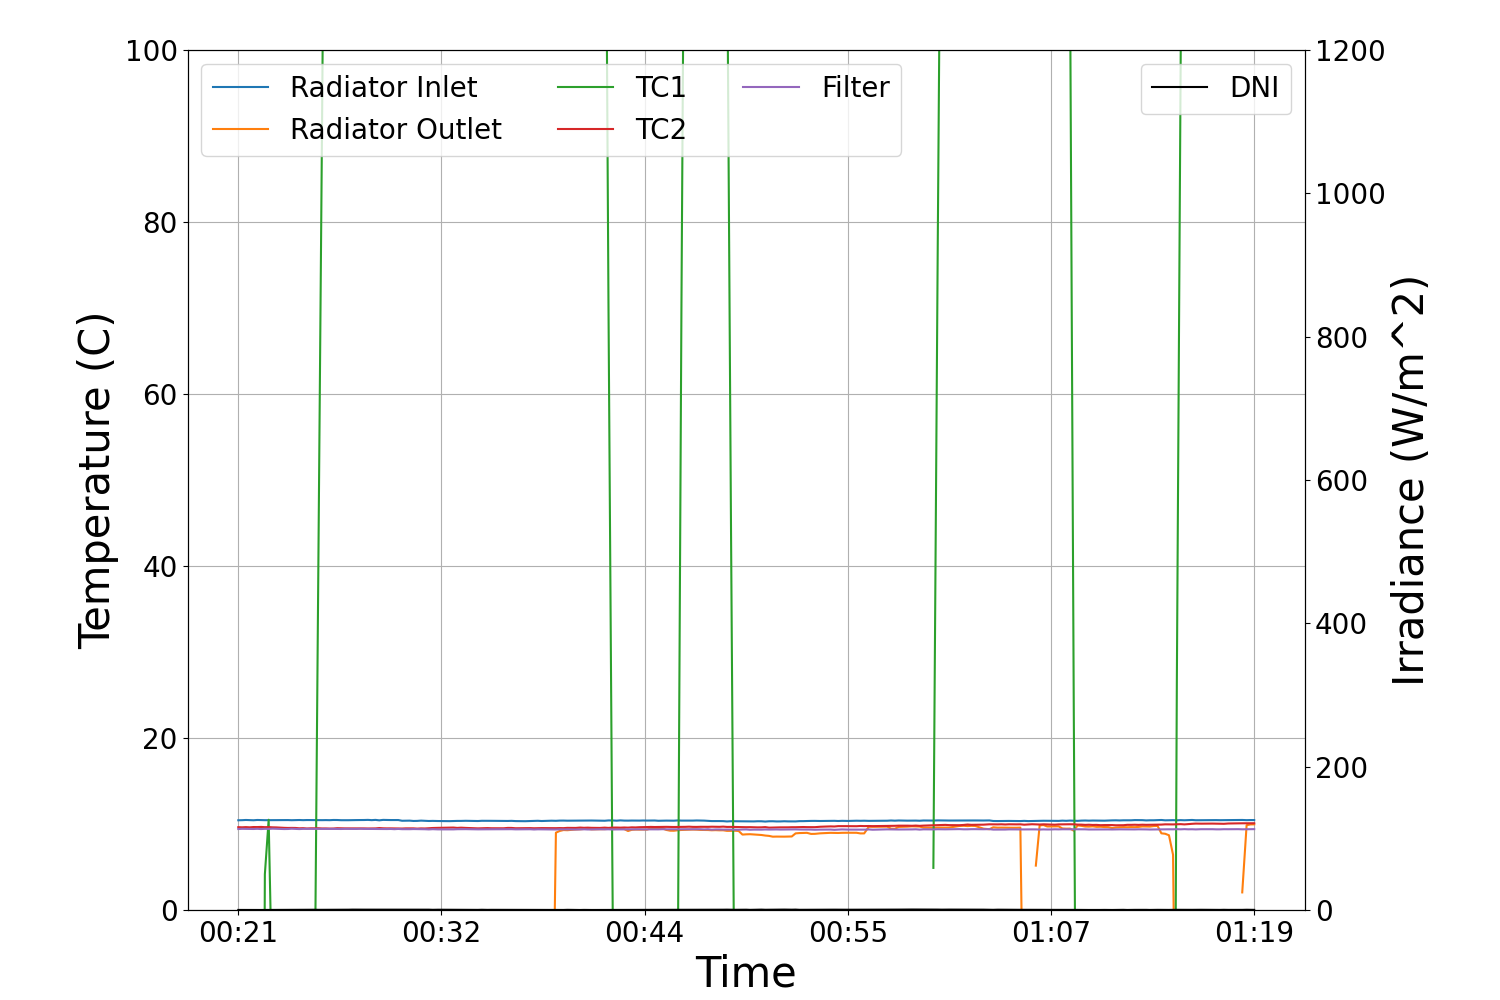 Radiator Inlet
Radiator Outlet
TC1
TC2
Filter
DNI
100
80
60
40
20
0
Temperature (C)
1200
1000
800
600
400
200
0
Irradiance (W/m^2)
00:21
00:32
00:44
00:55
01:07
01:19
Time